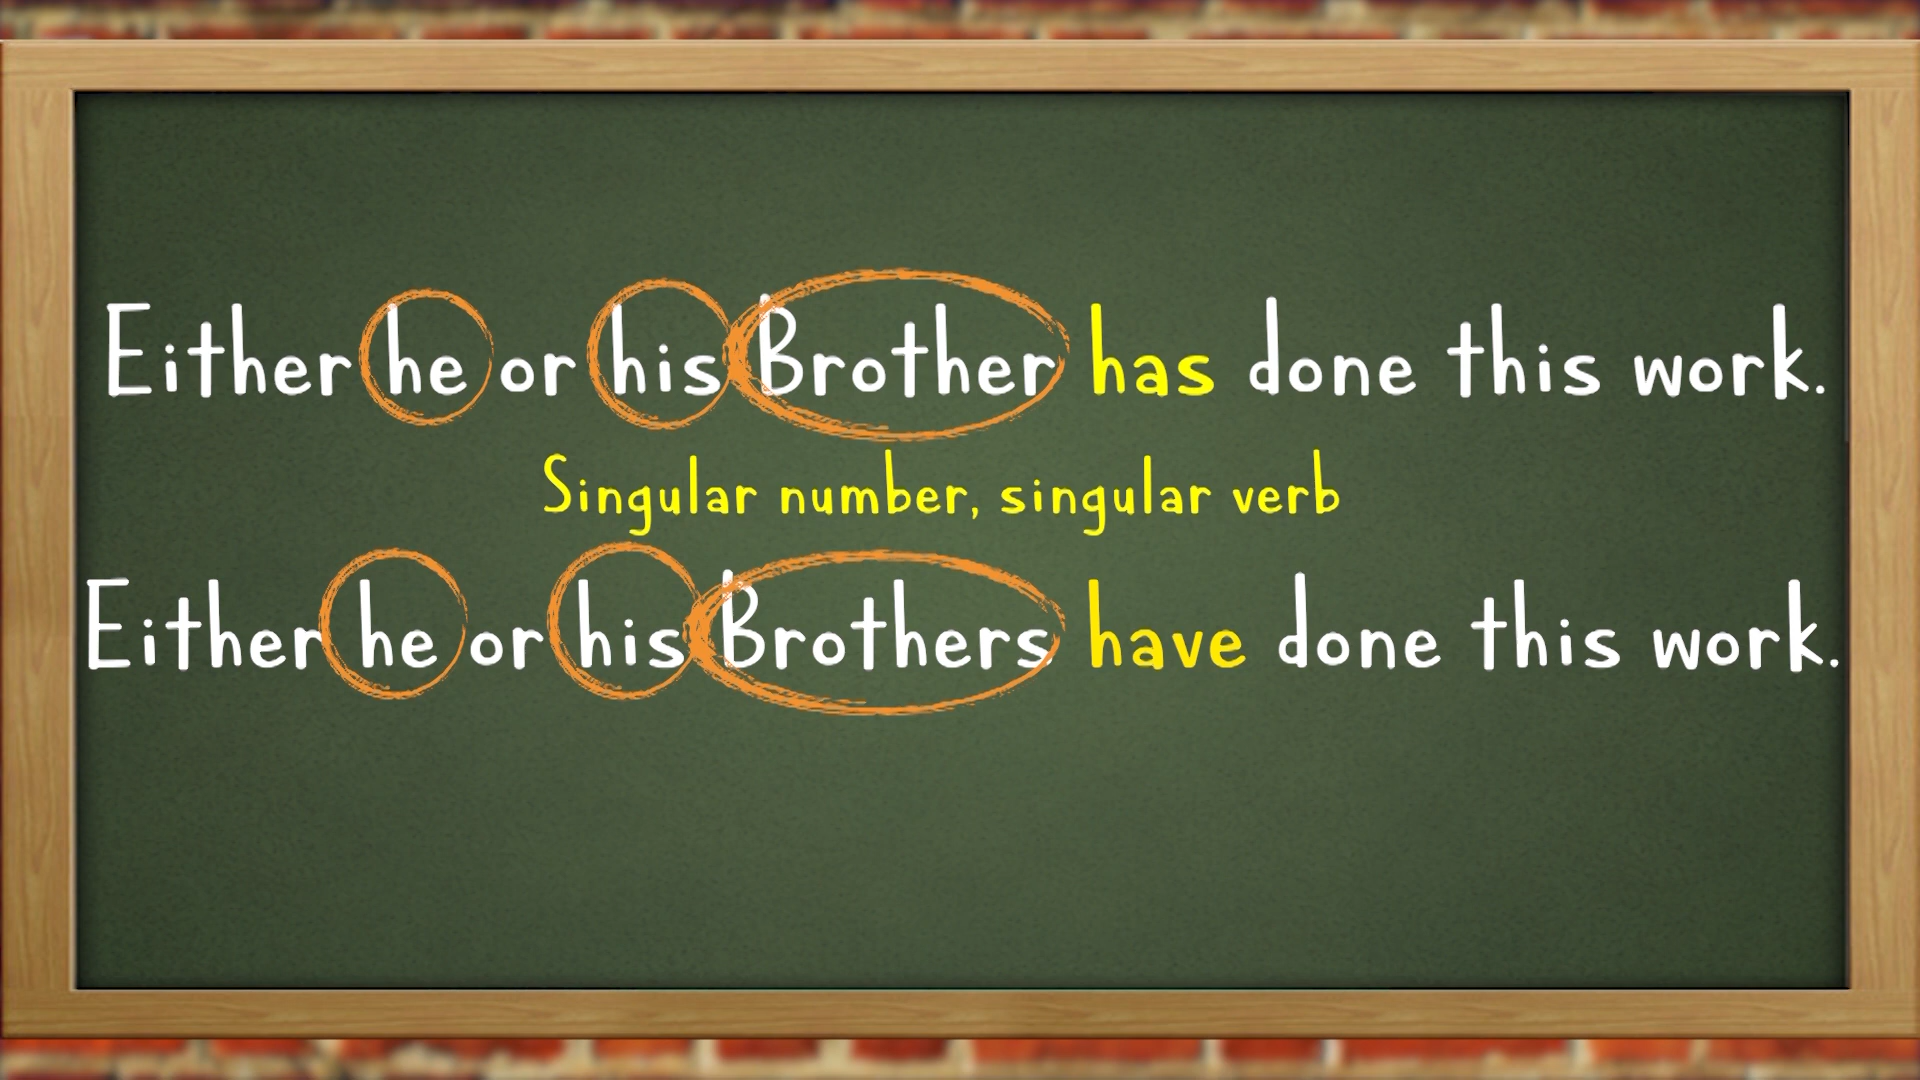 Either he or his Brother has done this work.
Singular number, singular verb
Either he or his Brothers have done this work.